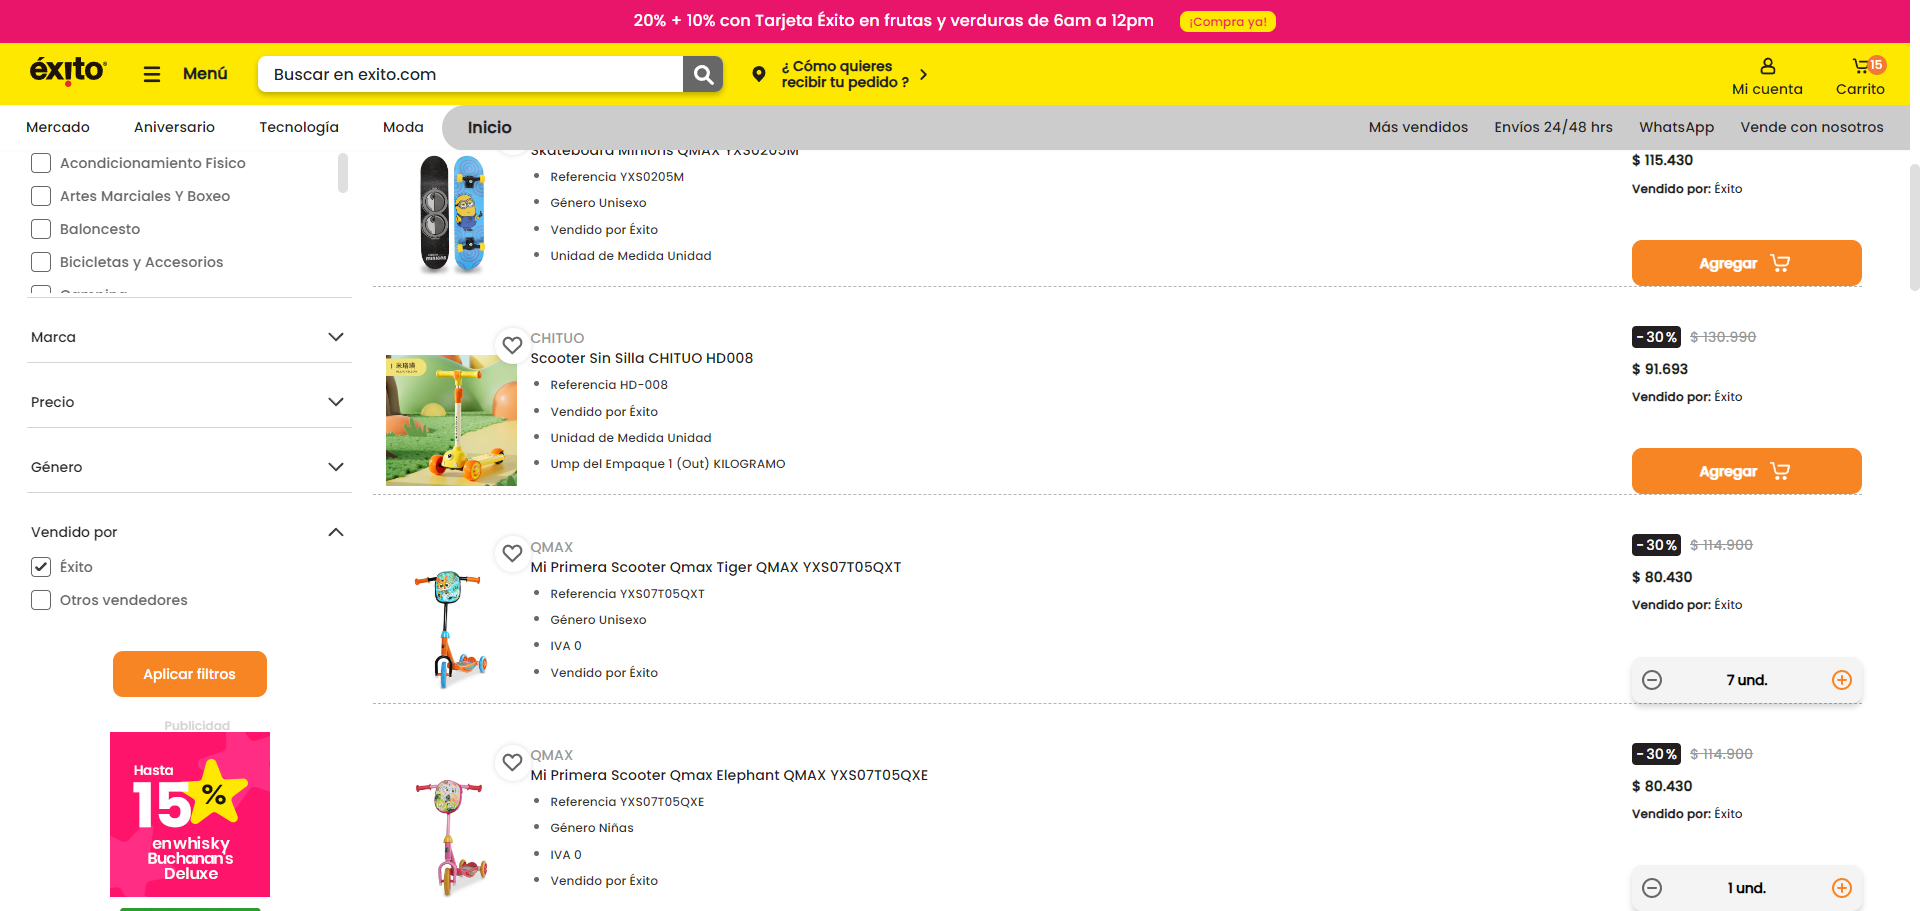 20% + 10% con Tarjeta Éxito en frutas y verduras de 6am a 12pm
¡Compra ya!
éxito
Menú
Buscar en exito.com
¿ Cómo quieres
recibir tu pedido ?
Mi cuenta
15
Carrito
Mercado
Aniversario
Tecnología
Moda
Inicio
Más vendidos
Envíos 24/48 hrs
WhatsApp
Vende con nosotros
Acondicionamiento Fisico
Artes Marciales Y Boxeo
Baloncesto
Bicicletas y Accesorios
Camping
Marca
Precio
Género
Vendido por
Éxito
Otros vendedores
Aplicar filtros
Publicidad
Hasta
15%
en whisky
Buchanan's
Deluxe
Skateboard Minions QMAX YXS0205M
Referencia YXS0205M
Género Unisexo
Vendido por Éxito
Unidad de Medida Unidad
$ 115.430
Vendido por: Éxito
Agregar
CHITUO
Scooter Sin Silla CHITUO HD008
Referencia HD-008
Vendido por Éxito
Unidad de Medida Unidad
Ump del Empaque 1 (Out) KILOGRAMO
-30%
$ 130.990
$ 91.693
Vendido por: Éxito
Agregar
QMAX
Mi Primera Scooter Qmax Tiger QMAX YXS07T05QXT
Referencia YXS07T05QXT
Género Unisexo
IVA 0
Vendido por Éxito
-30%
$ 114.900
$ 80.430
Vendido por: Éxito
7 und.
QMAX
Mi Primera Scooter Qmax Elephant QMAX YXS07T05QXE
Referencia YXS07T05QXE
Género Niñas
IVA 0
Vendido por Éxito
-30%
$ 114.900
$ 80.430
Vendido por: Éxito
1 und.